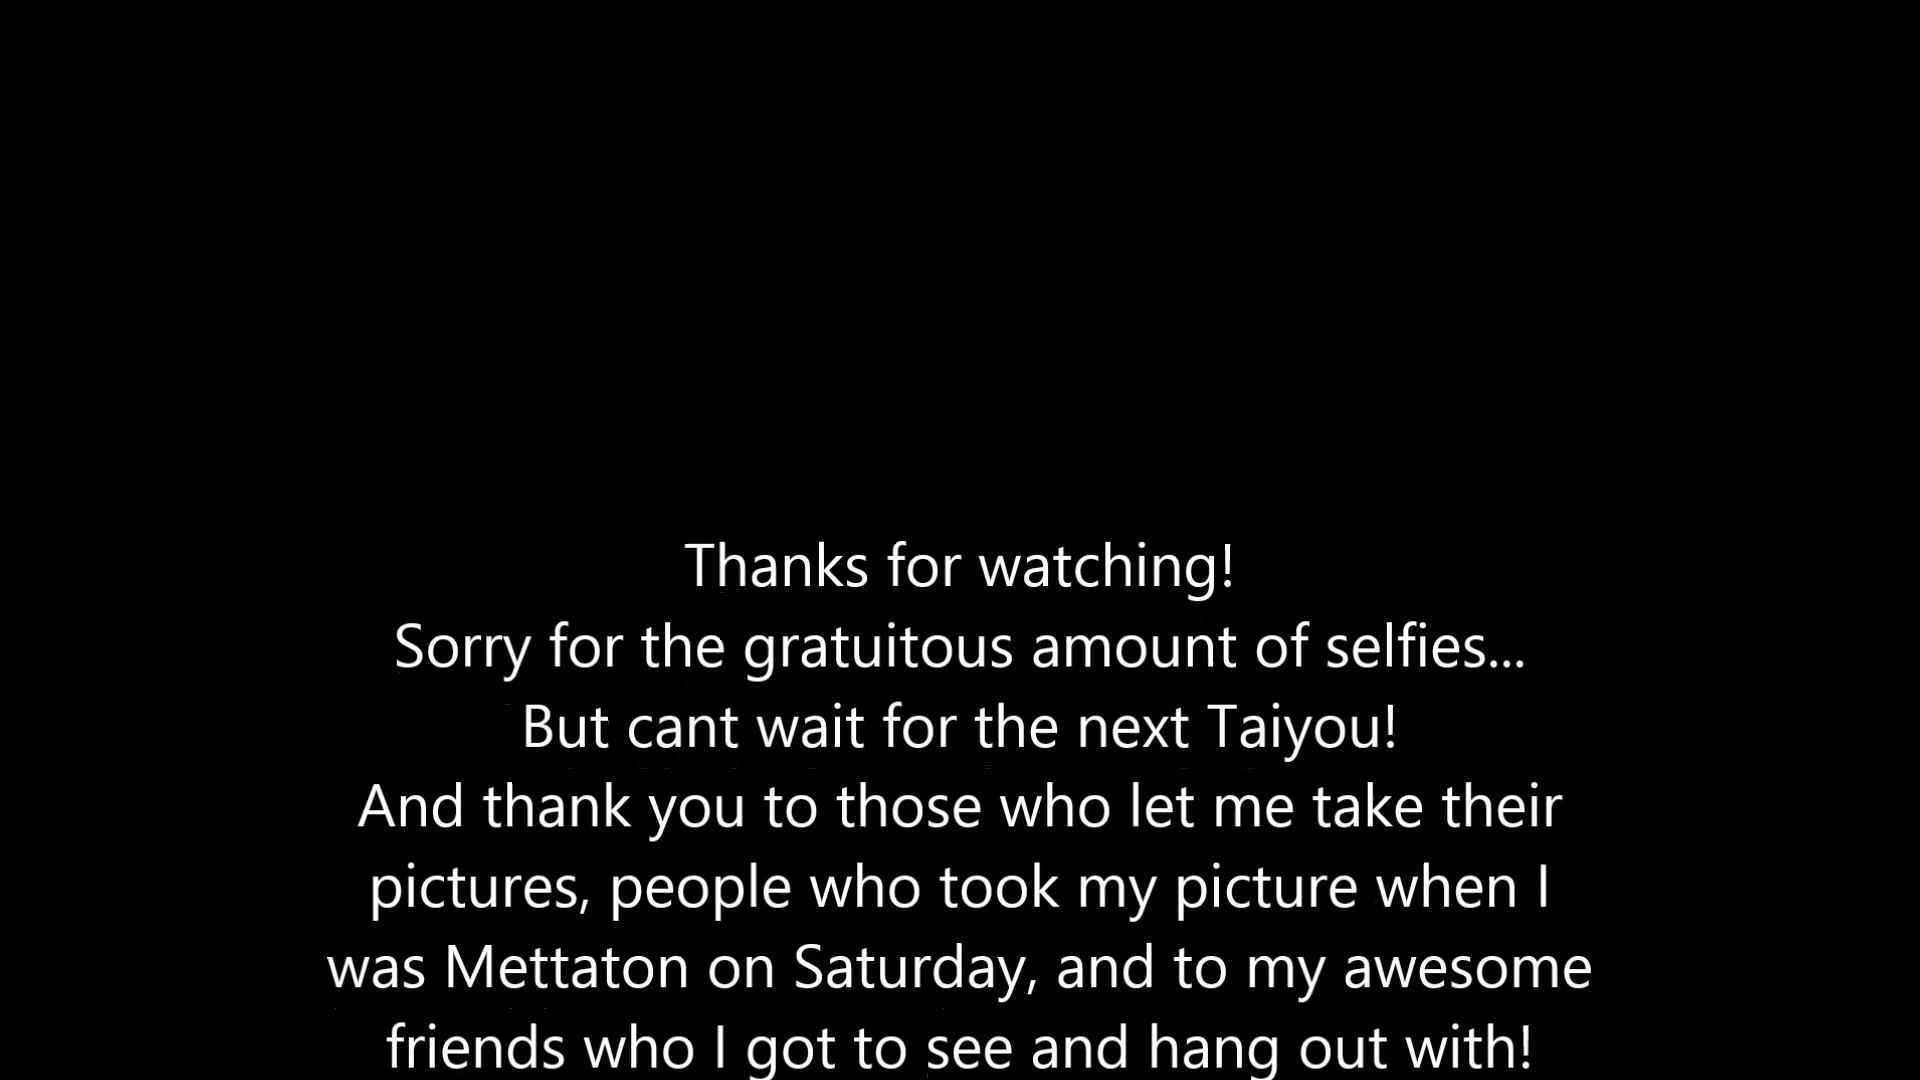 Thanks for watching!
Sorry for the gratuitous amount of selfies...
But cant wait for the next Taiyou!
And thank you to those who let me take their
pictures, people who took my picture when I
was Mettaton on Saturday, and to my awesome
friends who I got to see and hang out with!